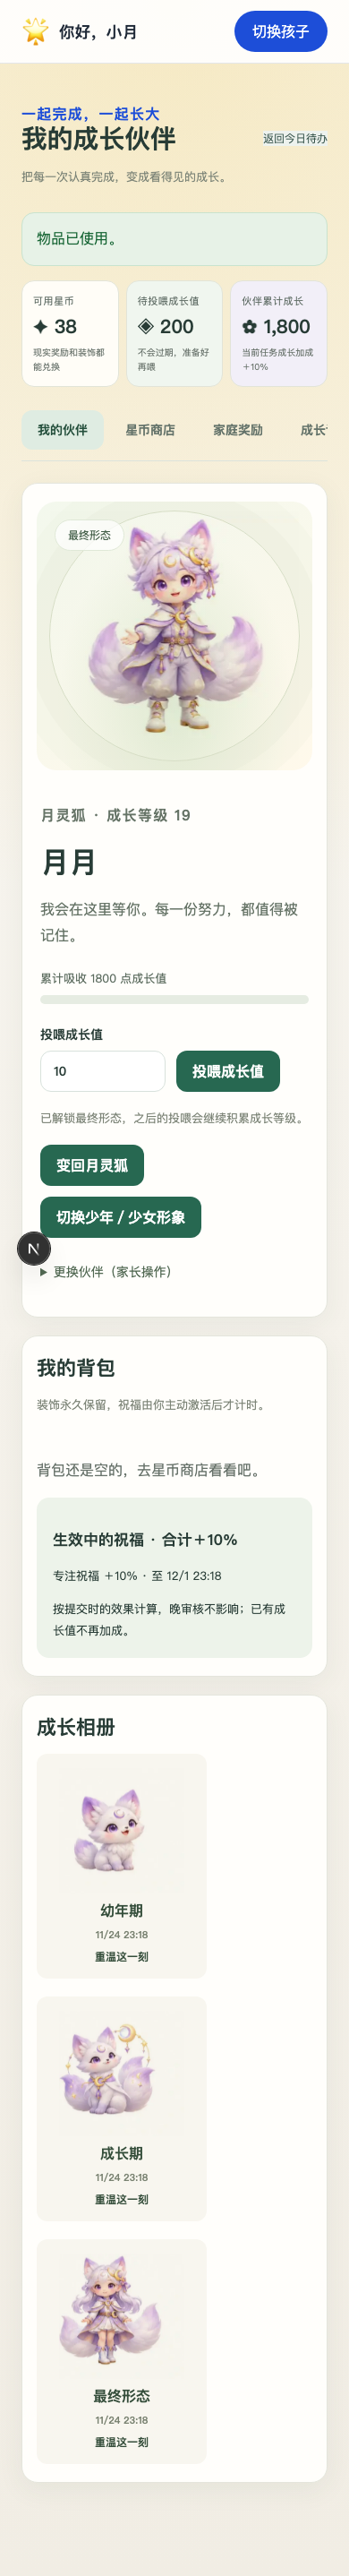 你好，小月
切换孩子
一起完成，一起长大
我的成长伙伴
返回今日待办
把每一次认真完成，变成看得见的成长。
物品已使用。
可用星币
✦ 38
现实奖励和装饰都
能兑换
待投喂成长值
◈ 200
不会过期，准备好
再喂
伙伴累计成长
✿ 1,800
当前任务成长加成
＋10%
我的伙伴
星币商店
家庭奖励
成长
最终形态
月灵狐 · 成长等级 19
月月
我会在这里等你。每一份努力，都值得被
记住。
累计吸收 1800 点成长值
投喂成长值
10
投喂成长值
已解锁最终形态，之后的投喂会继续积累成长等级。
变回月灵狐
切换少年 / 少女形象
N
▶ 更换伙伴（家长操作）
我的背包
装饰永久保留，祝福由你主动激活后才计时。
背包还是空的，去星币商店看看吧。
生效中的祝福 · 合计＋10%
专注祝福 ＋10% · 至 12/1 23:18
按提交时的效果计算，晚审核不影响；已有成
长值不再加成。
成长相册
幼年期
11/24 23:18
重温这一刻
成长期
11/24 23:18
重温这一刻
最终形态
11/24 23:18
重温这一刻